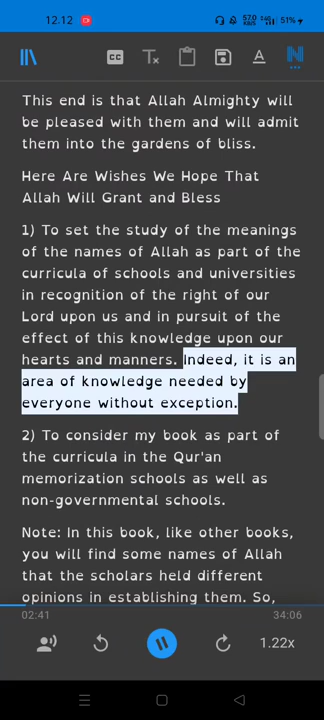 12.12
57.0
KB/S
51%
CC
This end is that Allah Almighty will
be pleased with them and will admit
them into the gardens of bliss.
Here Are Wishes We Hope That
Allah Will Grant and Bless
1) To set the study of the meanings
of the names of Allah as part of the
curricula of schools and universities
in recognition of the right of our
Lord upon us and in pursuit of the
effect of this knowledge upon our
hearts and manners. Indeed, it is an
area of knowledge needed by
everyone without exception.
2) To consider my book as part of
the curricula in the Qur'an
memorization schools as well as
non-governmental schools.
Note: In this book, like other books,
you will find some names of Allah
that the scholars held different
opinions in establishing them. So,
02:41
34:06
1.22x